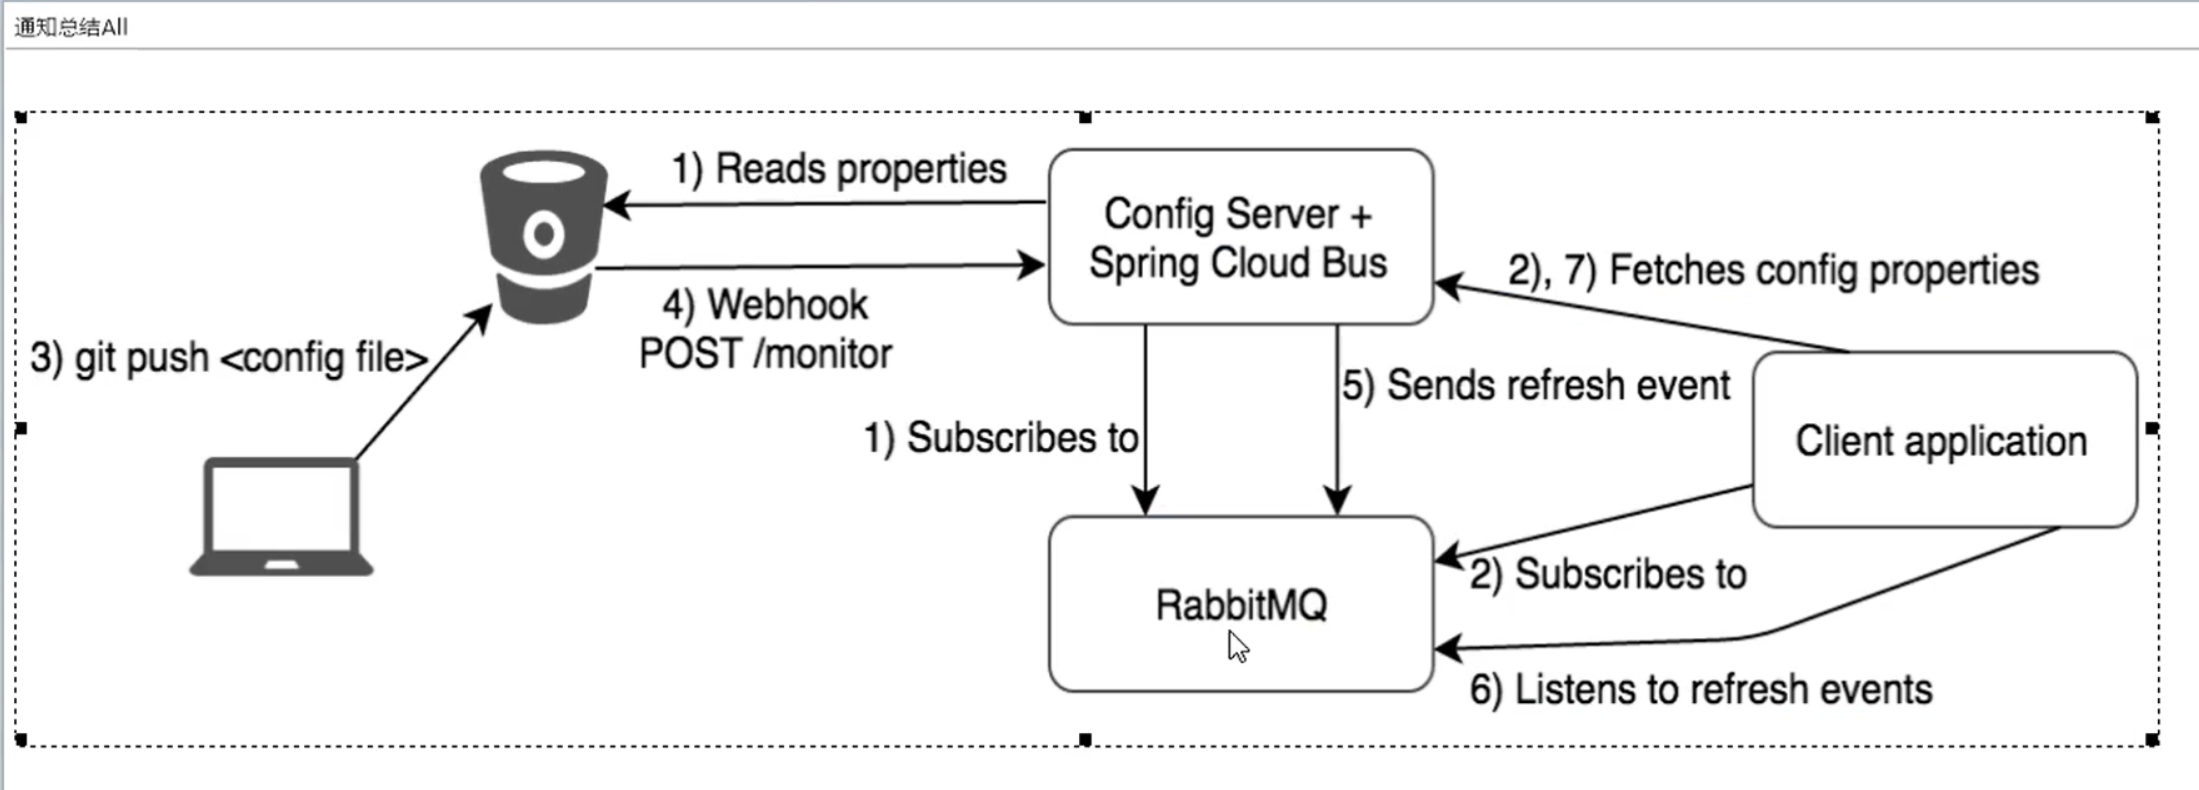 通知总结All
1) Reads properties
Config Server +
Spring Cloud Bus
2), 7) Fetches config properties
4) Webhook
POST /monitor
3) git push <config file>
5) Sends refresh event
1) Subscribes to
Client application
2) Subscribes to
RabbitMQ
6) Listens to refresh events